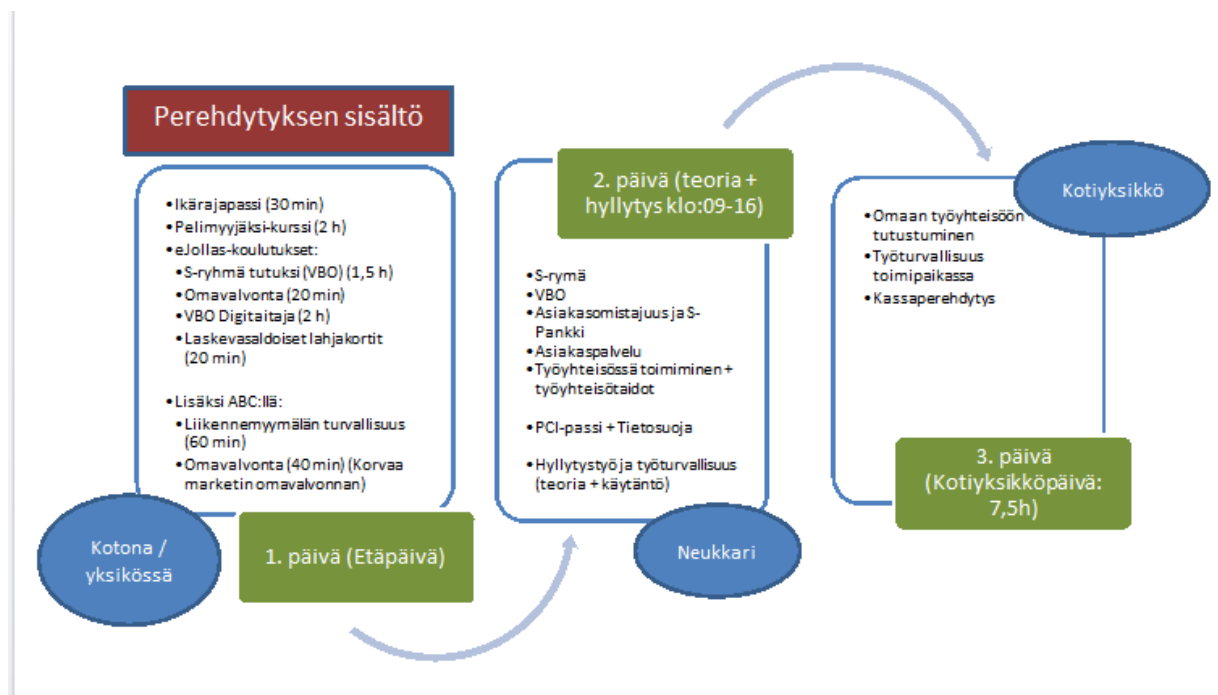 Perehdytyksen sisältö
•Ikärajapassi (30 min)
•Pelimyyjäksi-kurssi (2 h)
•eJollas-koulutukset:
•S-ryhmä tutuksi (VBO) (1,5 h)
•Omavalvonta (20 min)
•VBO Digitaitaja (2 h)
•Laskevasaldoiset lahjakortit
(20 min)
•Lisäksi ABC:llä:
•Liikennemyymälän turvallisuus
(60 min)
•Omavalvonta (40 min) (Korvaa
marketin omavalvonnan)
Kotona /
yksikössä
1. päivä (Etäpäivä)
2. päivä (teoria +
hyllytys klo:09-16)
•S-rymä
•VBO
•Asiakasomistajuus ja S-
Pankki
•Asiakaspalvelu
•Työyhteisössä toimiminen +
työyhteisötaidot
•PCI-passi + Tietosuoja
•Hyllytystyö ja työturvallisuus
(teoria + käytäntö)
Neukkari
Kotiyksikkö
•Omaan työyhteisöön
tutustuminen
•Työturvallisuus
toimipaikassa
•Kassaperehdytys
3. päivä
(Kotiyksikköpäivä:
7,5h)